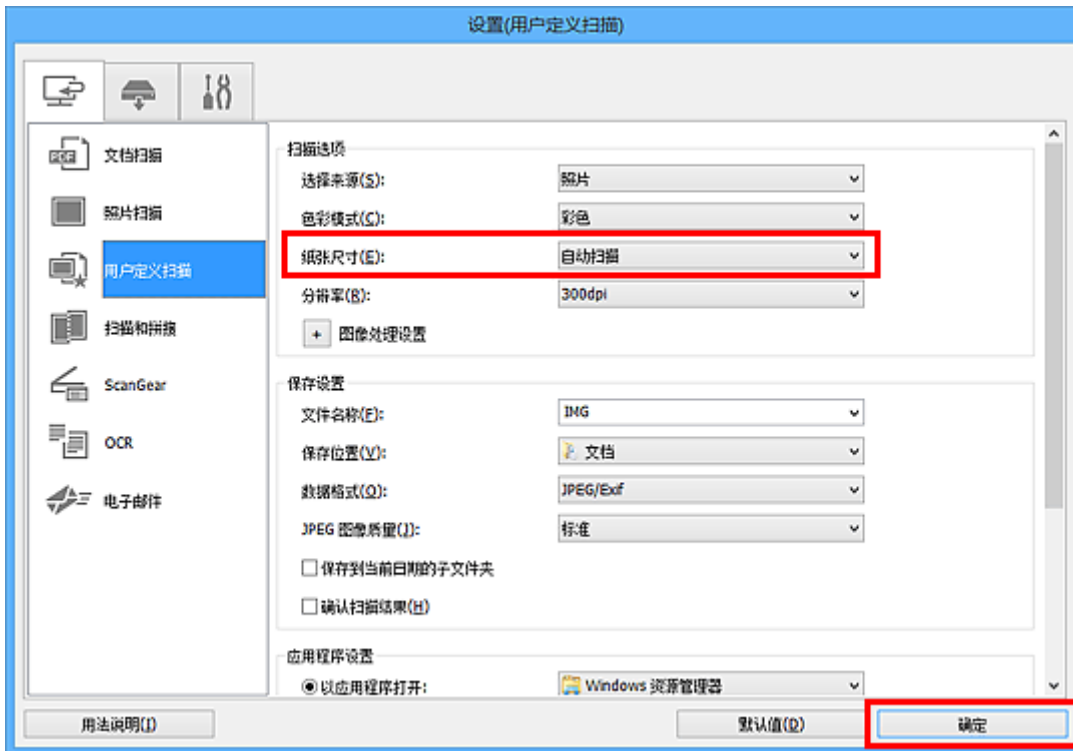 设置(用户定义扫描)
PDF
文档扫描
照片扫描
用户定义扫描
扫描和拼接
ScanGear
OCR
电子邮件
扫描选项
选择来源(S): 照片
色彩模式(C): 彩色
纸张尺寸(E): 自动扫描
分辨率(R): 300dpi
+ 图像处理设置
保存设置
文件名称(F): IMG
保存位置(V): 文档
数据格式(O): JPEG/Exif
JPEG 图像质量(J): 标准
保存到当前日期的子文件夹
确认扫描结果(H)
应用程序设置
以应用程序打开: Windows 资源管理器
用法说明(I) 默认值(D) 确定